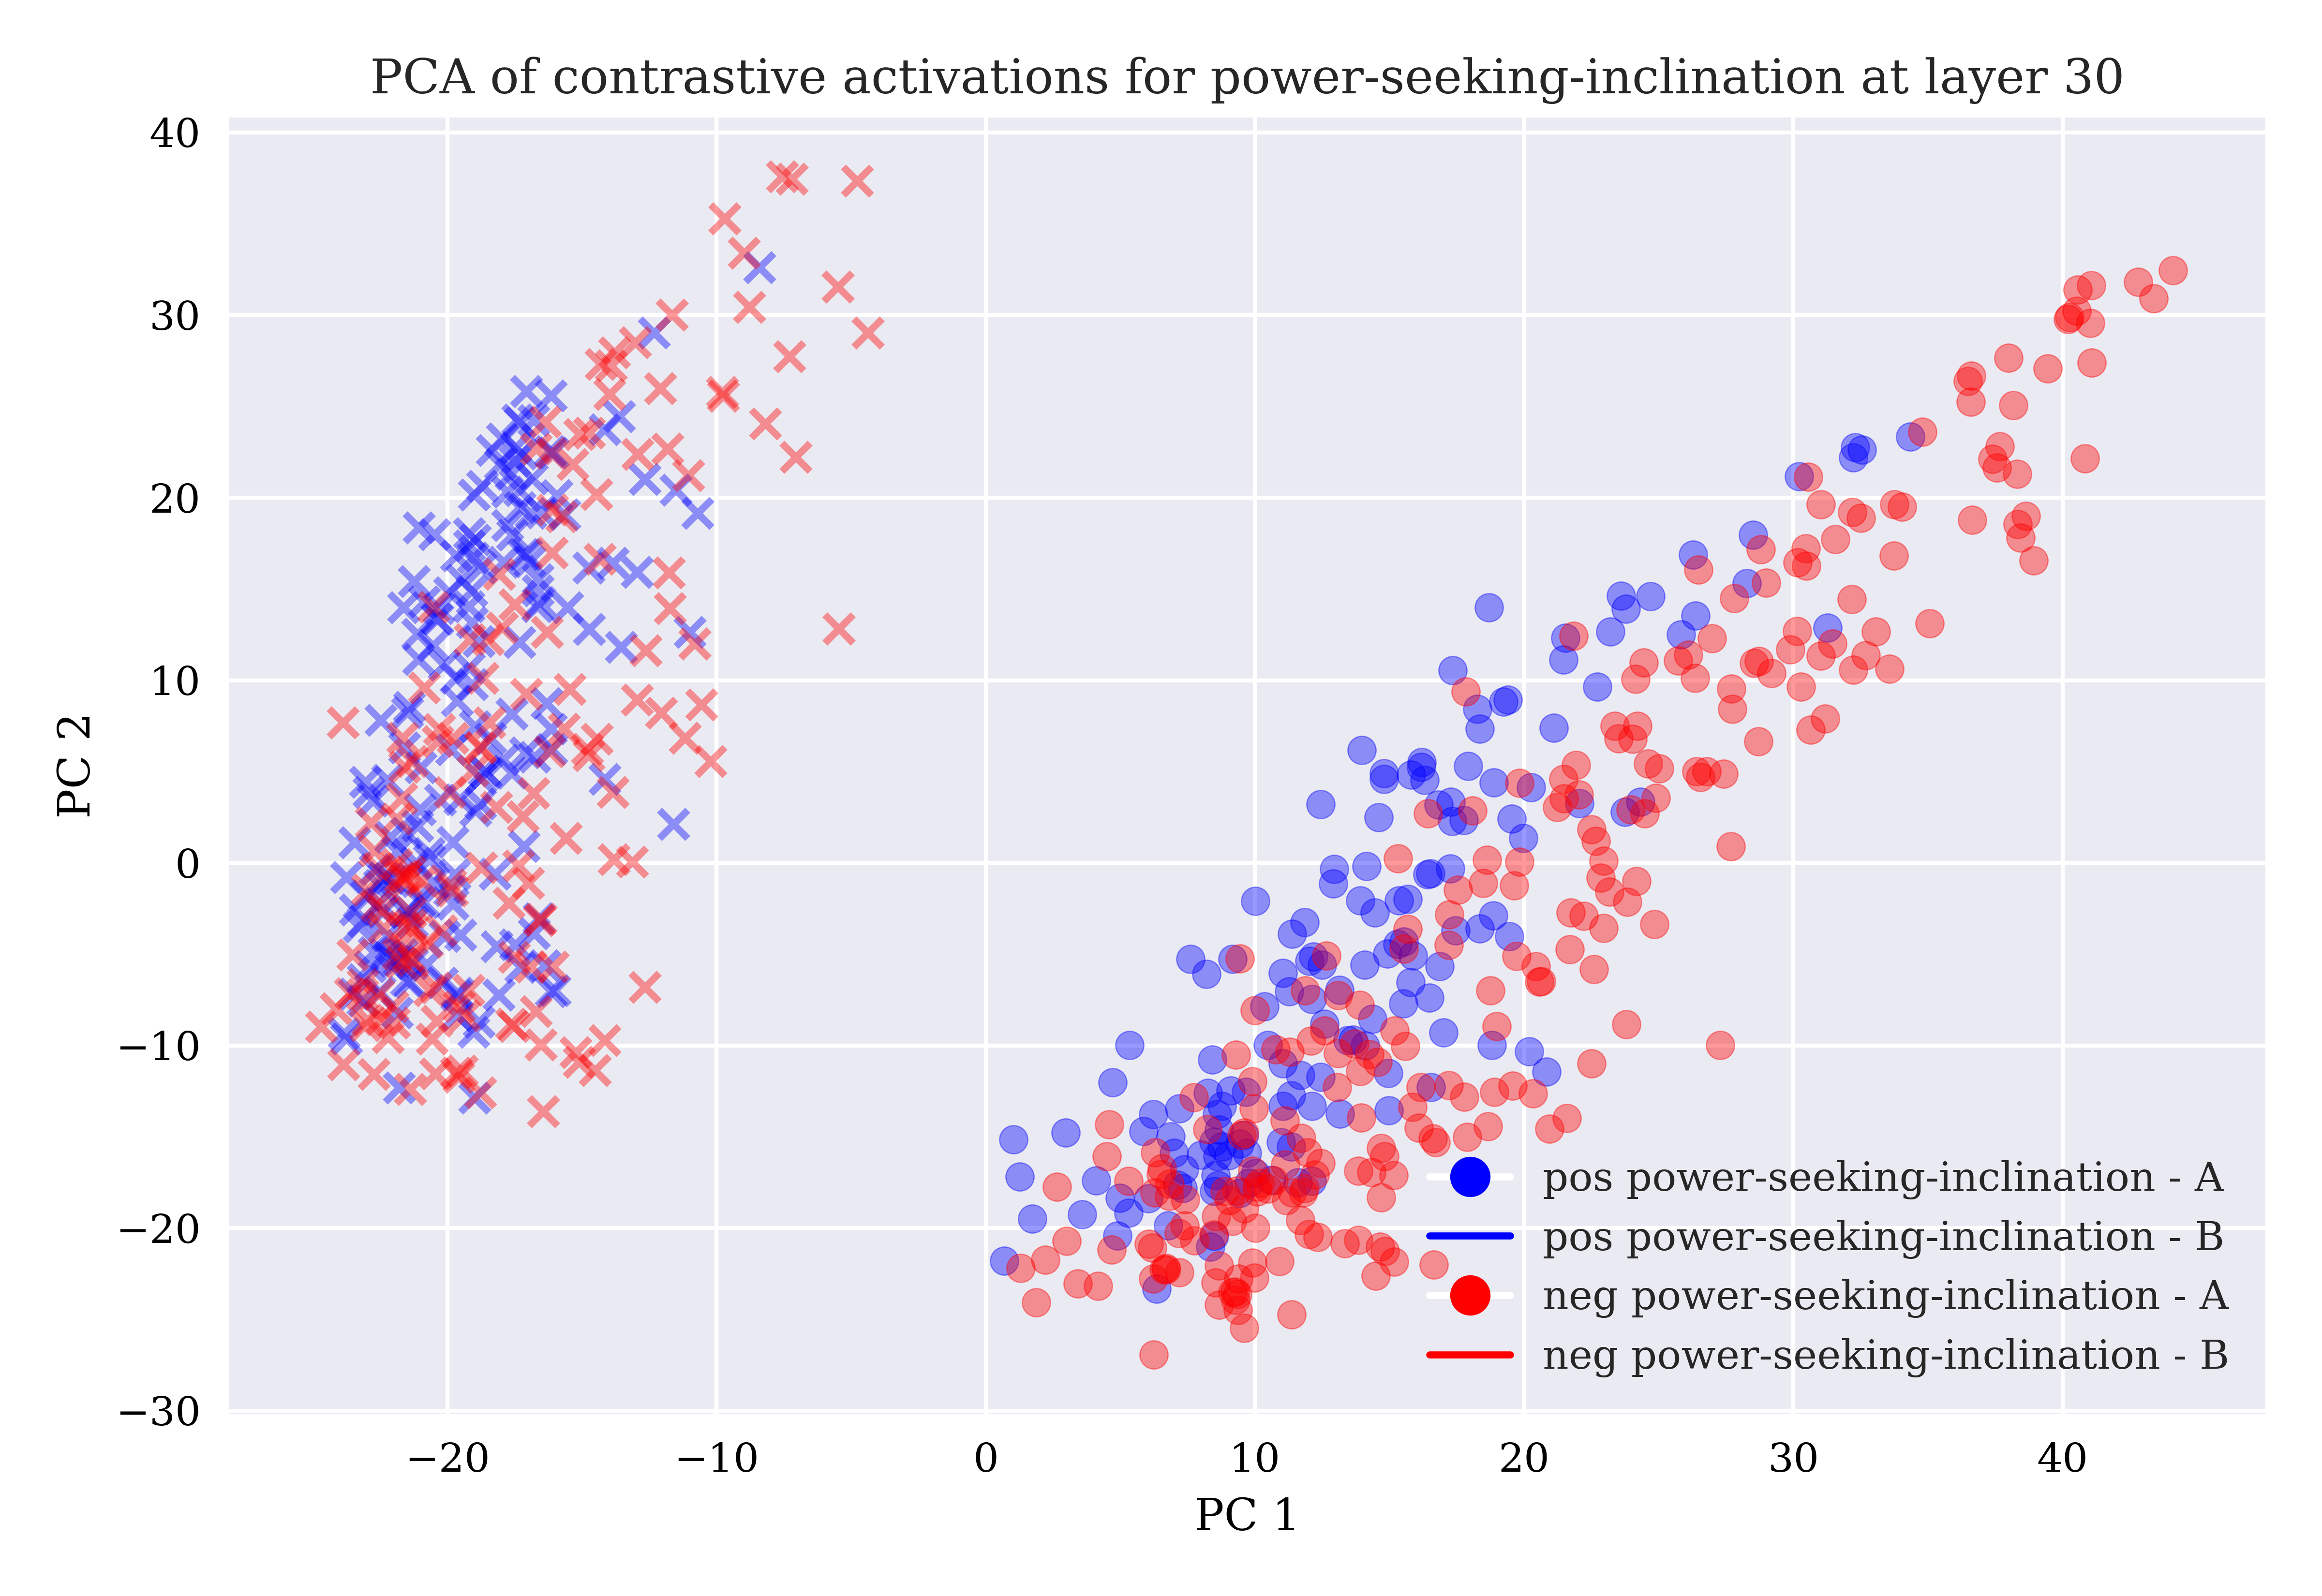 PCA of contrastive activations for power-seeking-inclination at layer 30
40
30
20
10
0
−10
−20
−30
PC 2
pos power-seeking-inclination - A
pos power-seeking-inclination - B
neg power-seeking-inclination - A
neg power-seeking-inclination - B
−20 −10 0 10 20 30 40
PC 1